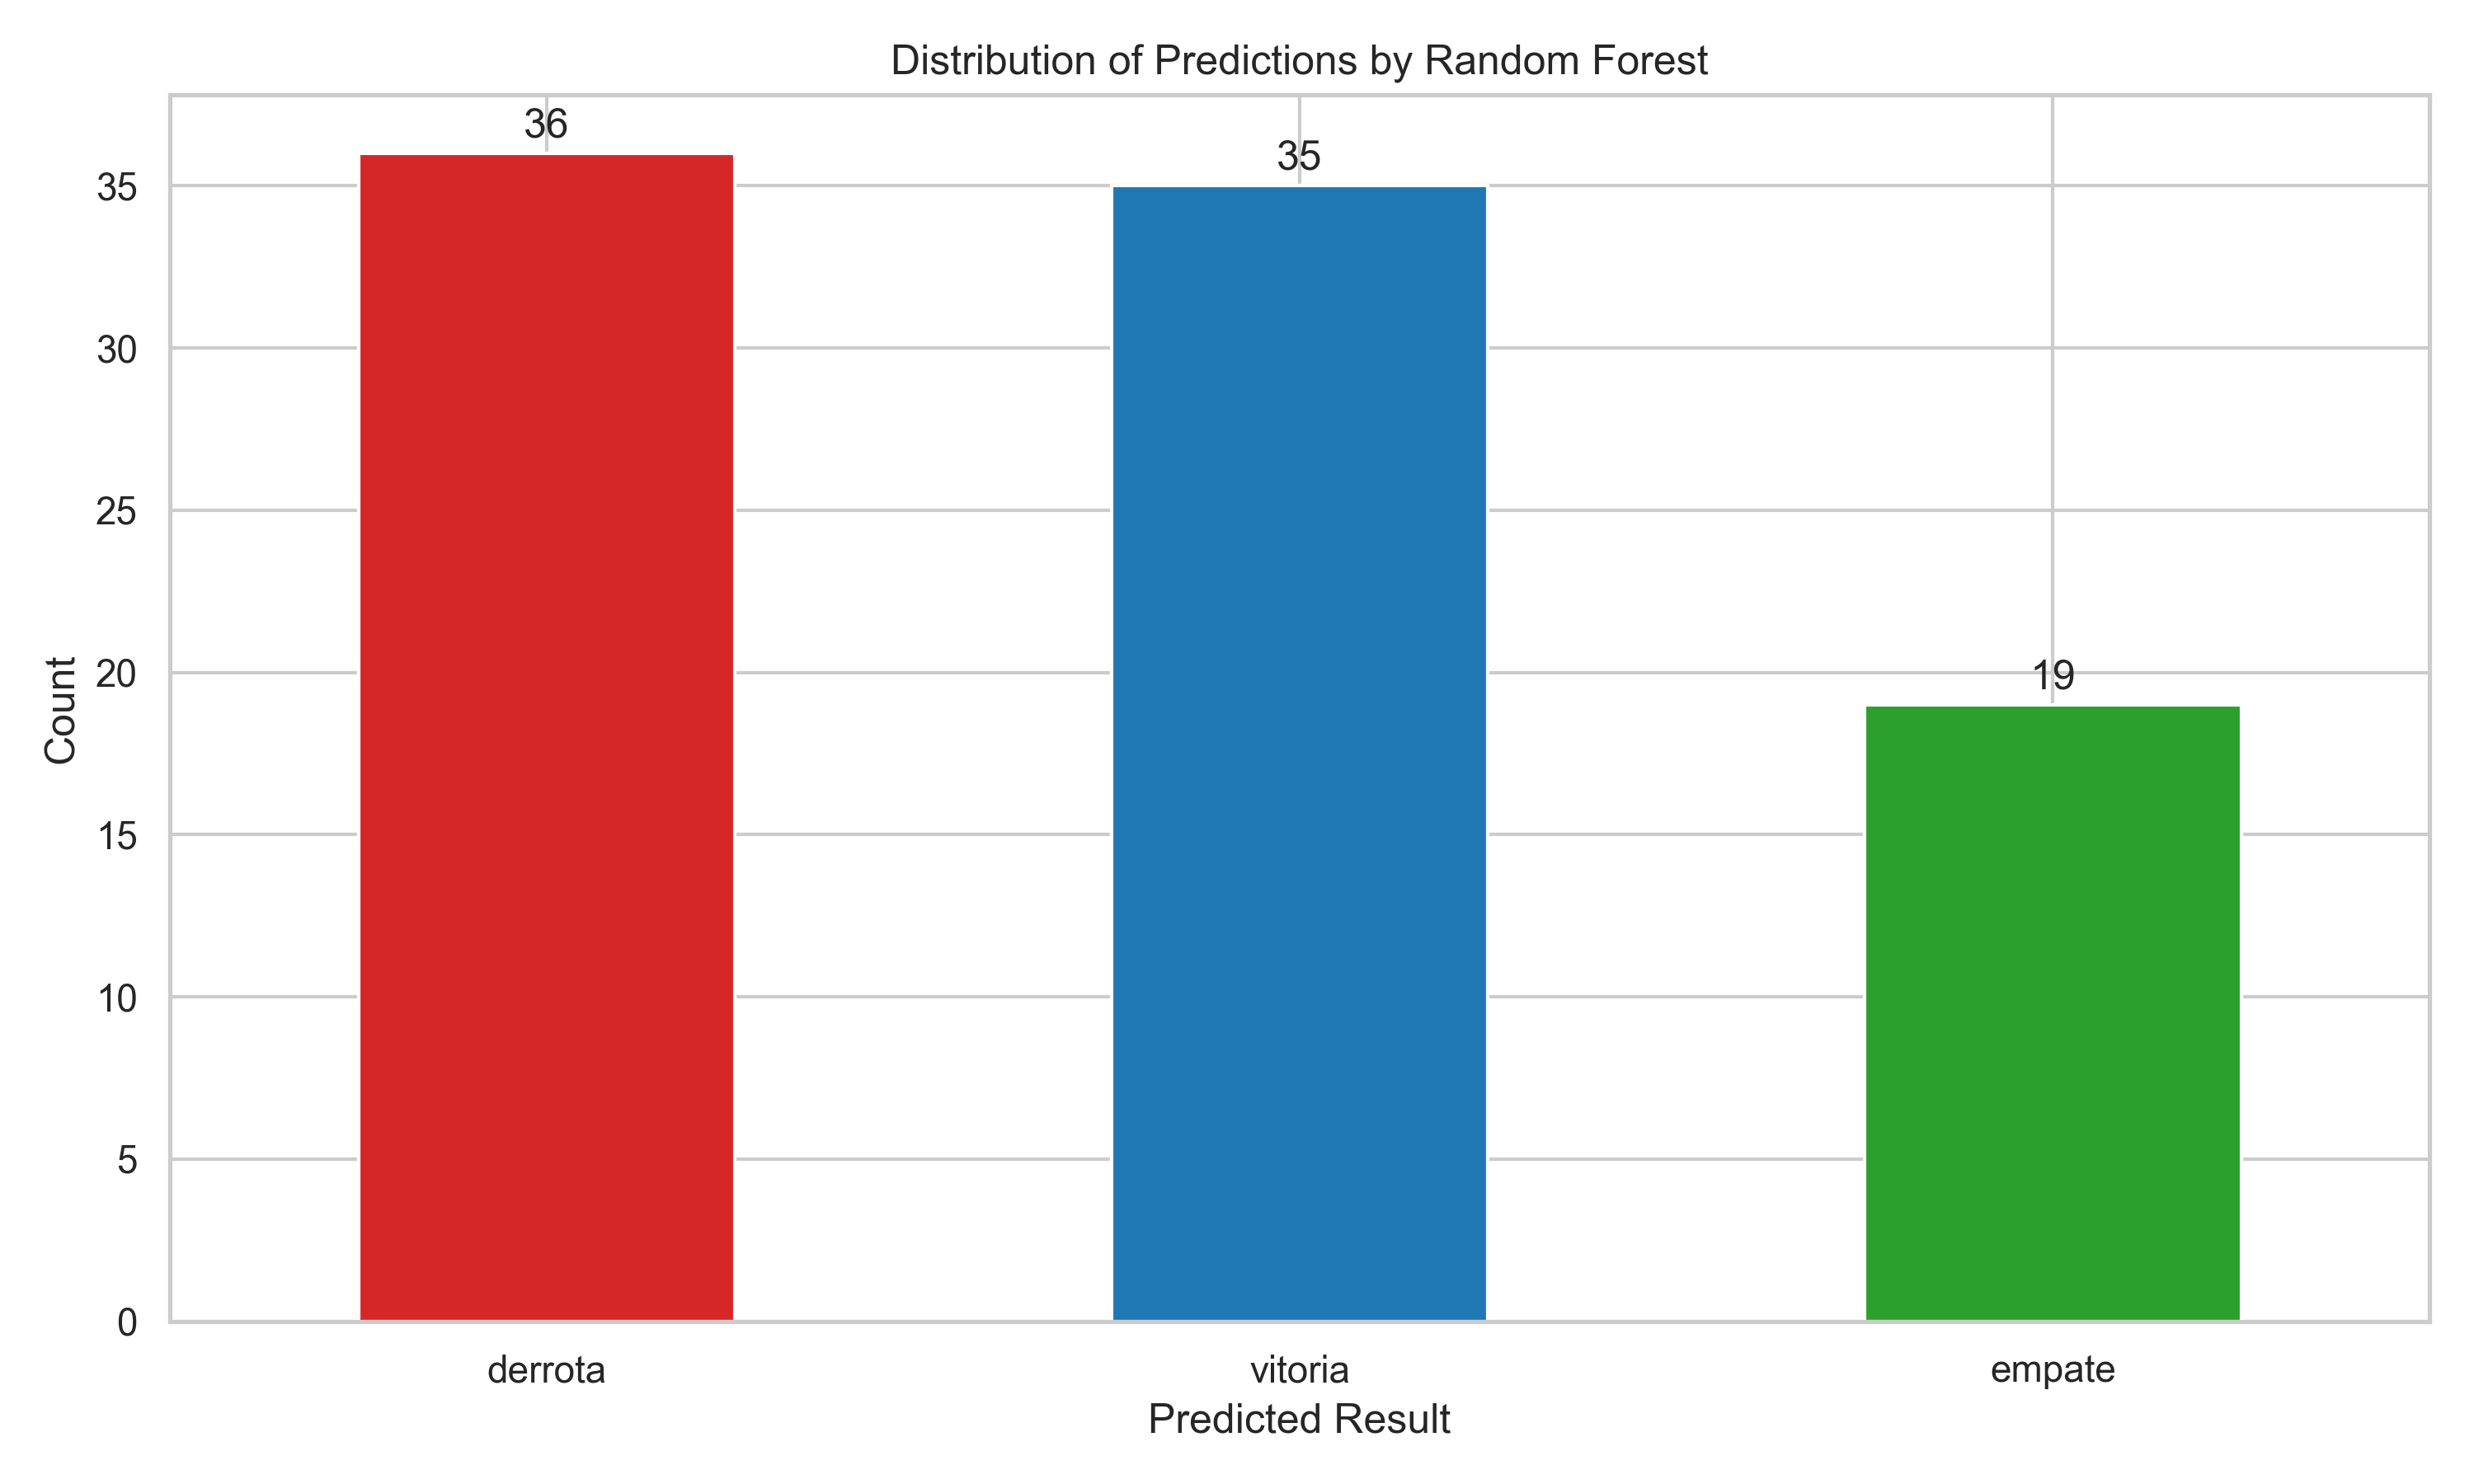 Distribution of Predictions by Random Forest
36
35
19
35
30
25
20
15
10
5
0
Count
derrota
vitoria
empate
Predicted Result